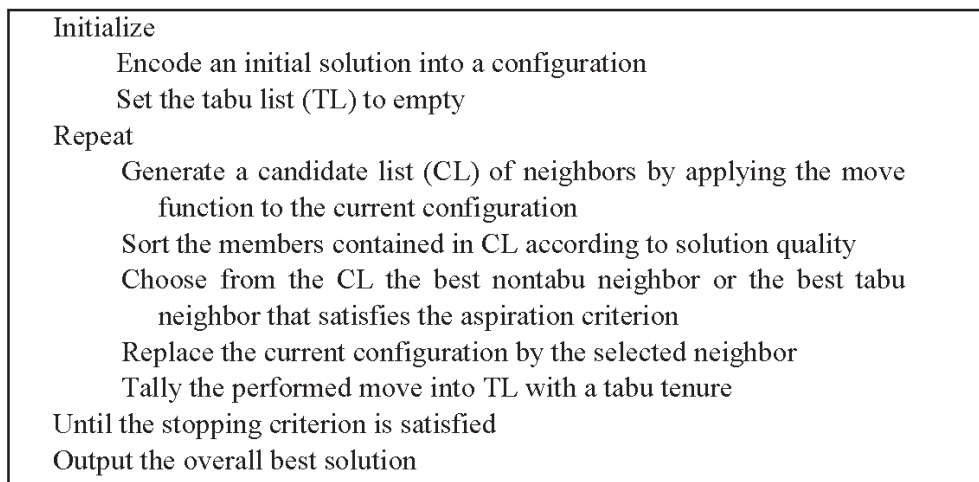 Initialize
Encode an initial solution into a configuration
Set the tabu list (TL) to empty
Repeat
Generate a candidate list (CL) of neighbors by applying the move
function to the current configuration
Sort the members contained in CL according to solution quality
Choose from the CL the best nontabu neighbor or the best tabu
neighbor that satisfies the aspiration criterion
Replace the current configuration by the selected neighbor
Tally the performed move into TL with a tabu tenure
Until the stopping criterion is satisfied
Output the overall best solution